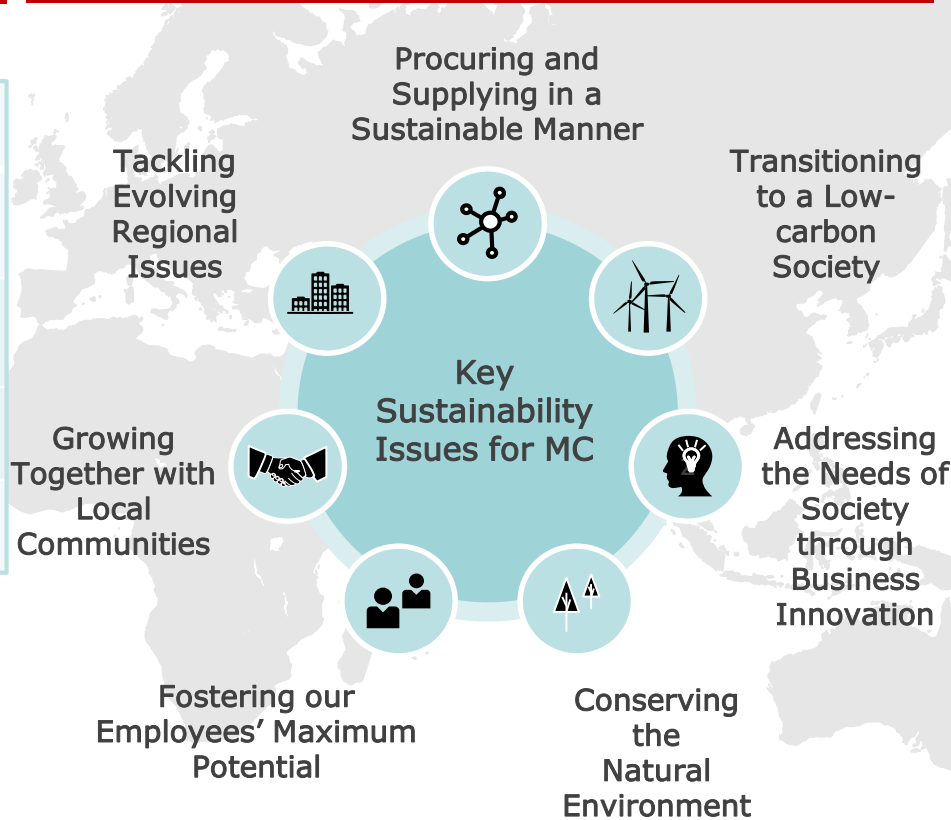 Procuring and
Supplying in a
Sustainable Manner
Tackling
Evolving
Regional
Issues
Transitioning
to a Low-
carbon
Society
Key
Sustainability
Issues for MC
Growing
Together with
Local
Communities
Addressing
the Needs of
Society
through
Business
Innovation
Fostering our
Employees’ Maximum
Potential
Conserving
the
Natural
Environment